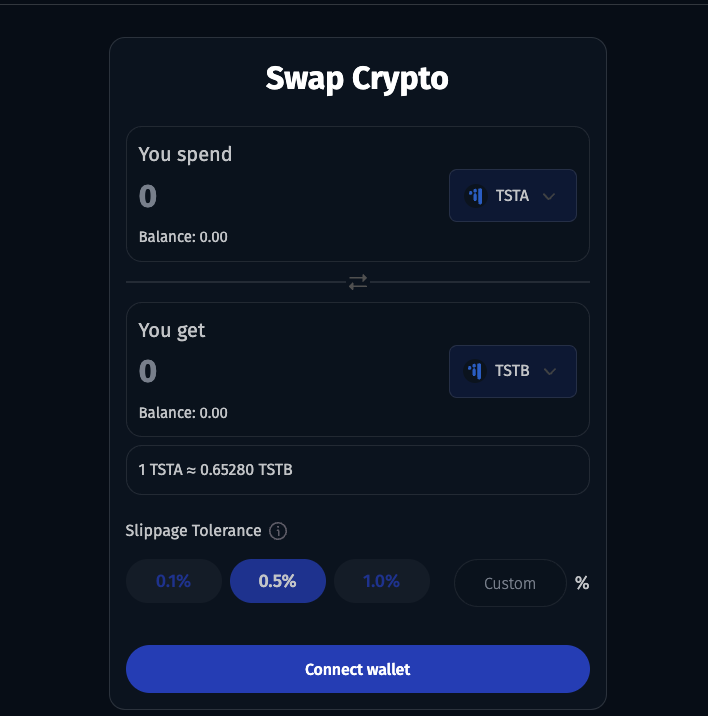 Swap Crypto
You spend
0
TSTA
Balance: 0.00
You get
0
TSTB
Balance: 0.00
1 TSTA ≈ 0.65280 TSTB
Slippage Tolerance
0.1% 0.5% 1.0% Custom %
Connect wallet